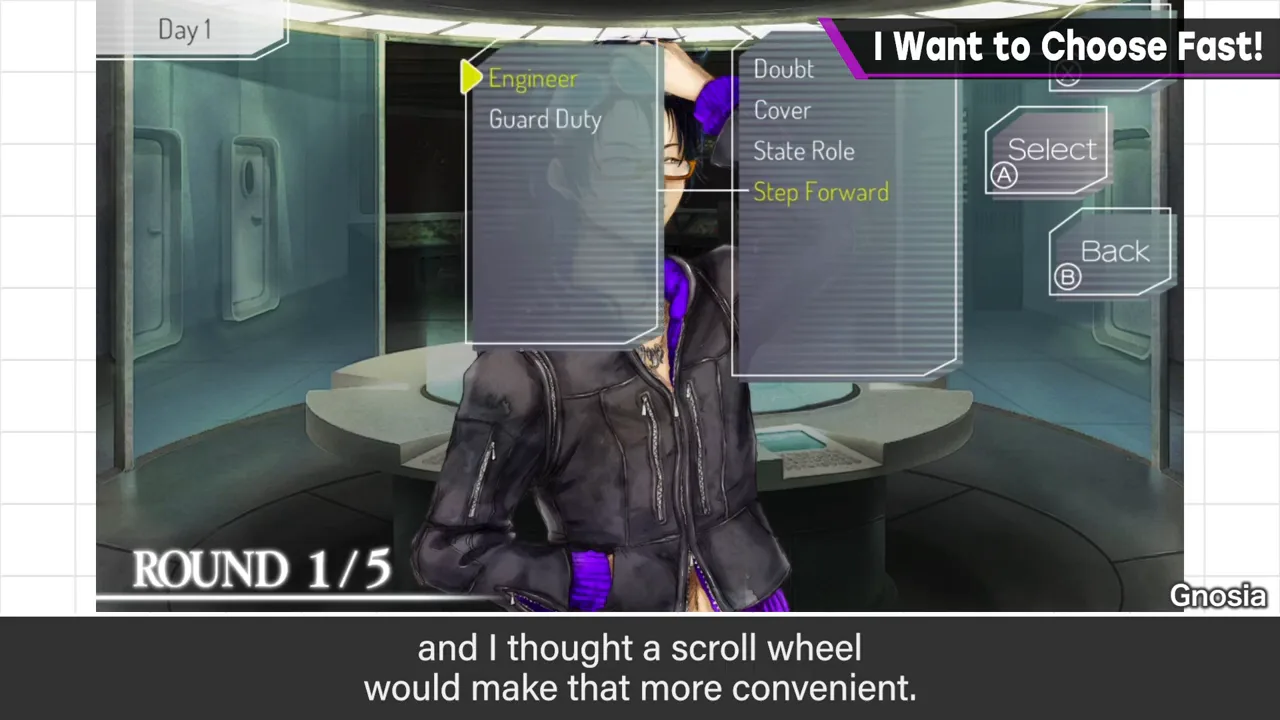 Day 1
I Want to Choose Fast!
Engineer
Guard Duty
Doubt
Cover
State Role
Step Forward
X
Select
A
Back
B
ROUND 1/5
Gnosia
and I thought a scroll wheel
would make that more convenient.